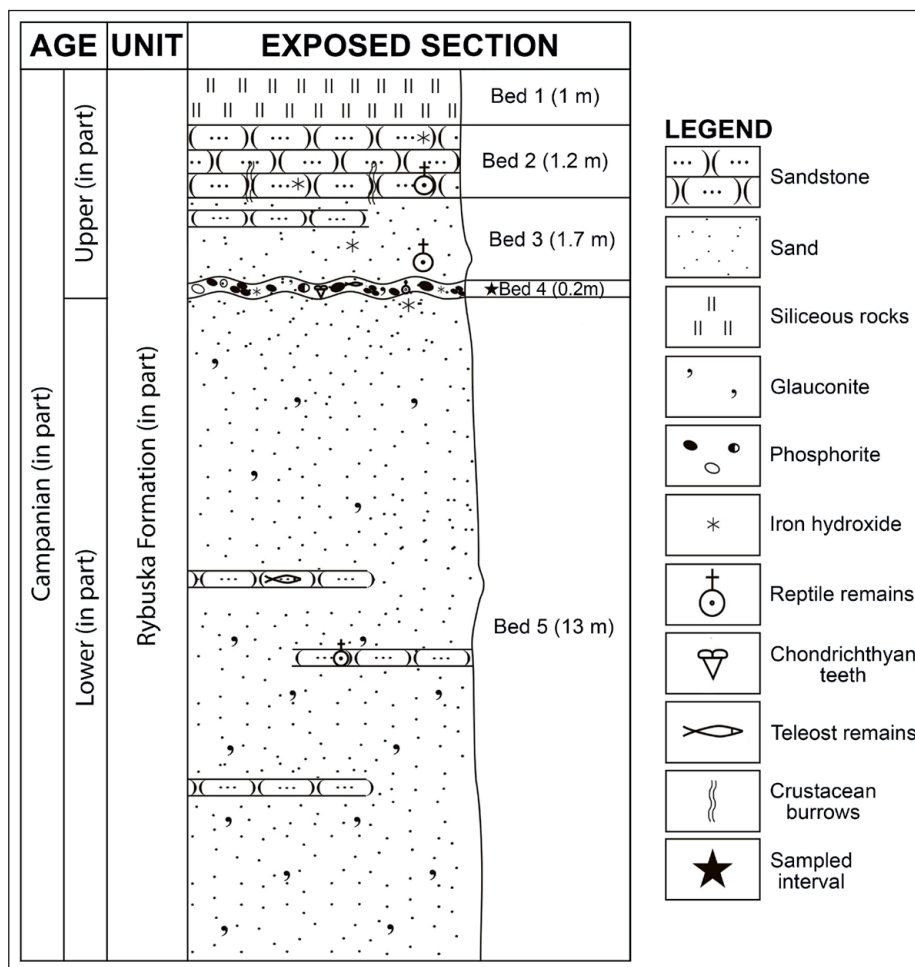 AGE UNIT EXPOSED SECTION
Campanian (in part)
Upper (in part)
Lower (in part)
Rybuska Formation (in part)
Bed 1 (1 m)
Bed 2 (1.2 m)
Bed 3 (1.7 m)
★Bed 4 (0.2m)
Bed 5 (13 m)
LEGEND
Sandstone
Sand
Siliceous rocks
Glauconite
Phosphorite
Iron hydroxide
Reptile remains
Chondrichthyan
teeth
Teleost remains
Crustacean
burrows
Sampled
interval